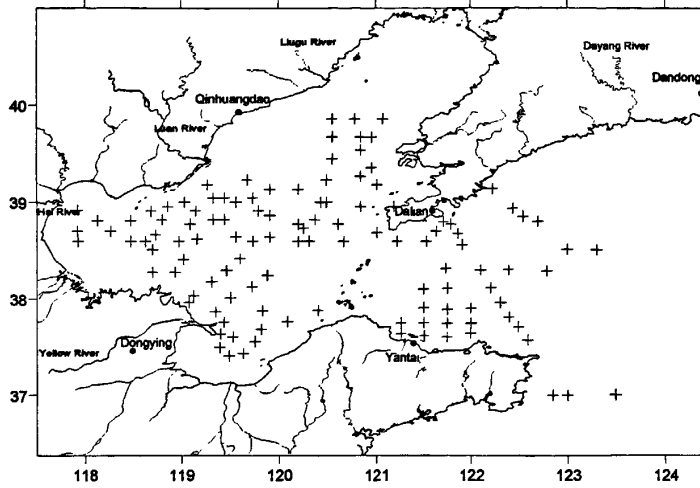 Liugu River
Dayang River
Dandong
40
Qinhuangdao
Luan River
39
Hai River
Dalian
38
Dongying
Yellow River
Yantai
37
118
119
120
121
122
123
124